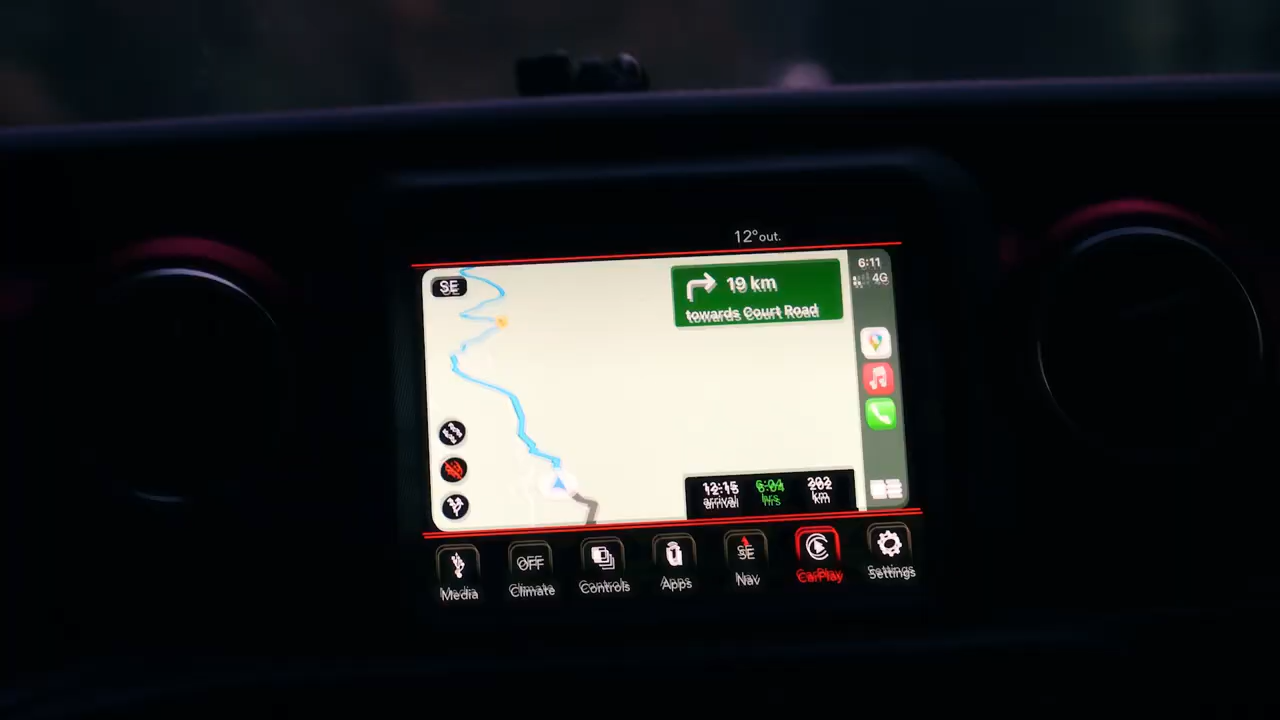 12° out.
SE
19 km
towards Court Road
6:11
4G
12:15 6:04 202
arrival hrs km
OFF SE
Media Climate Controls Apps Nav CarPlay Settings